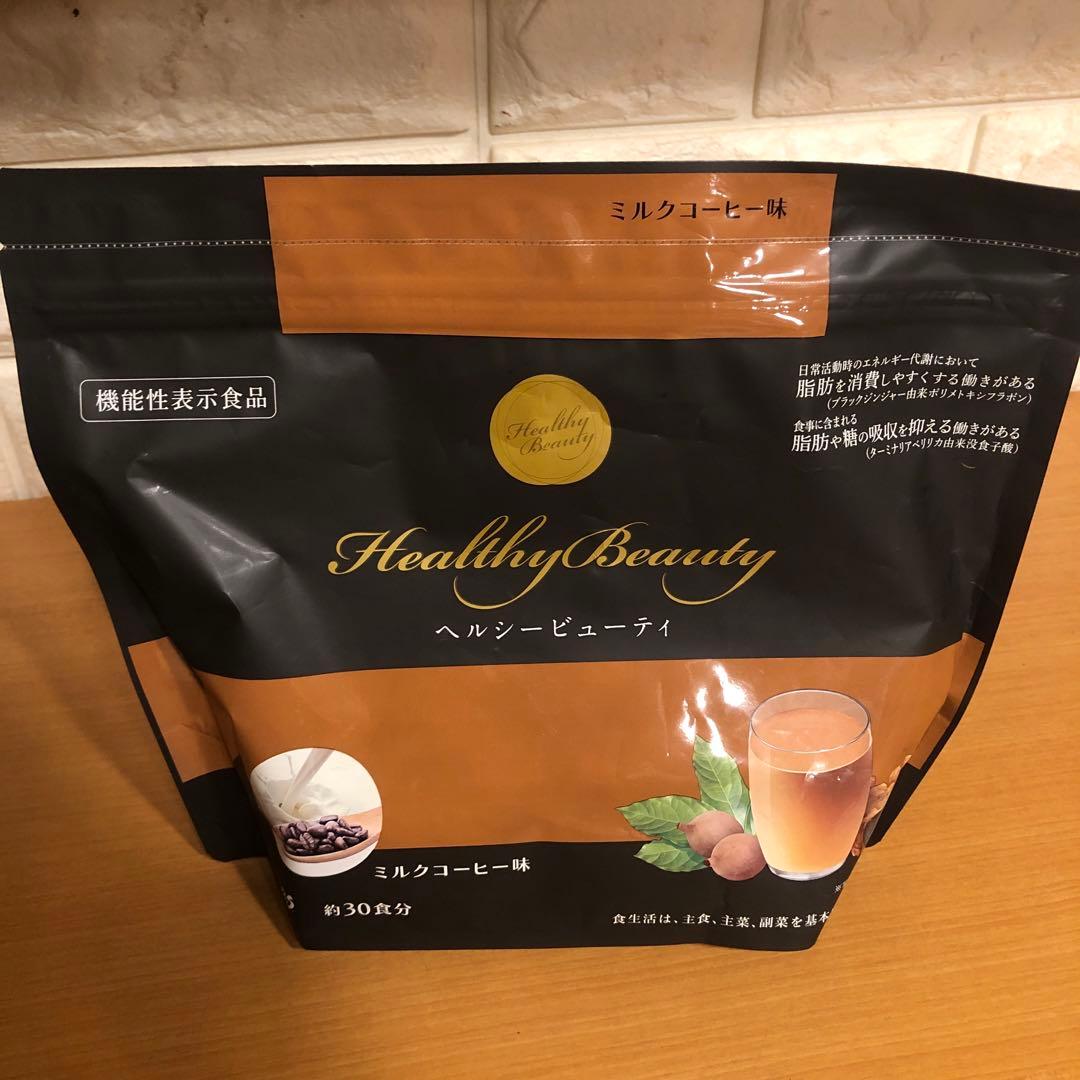 ミルクコーヒー味
機能性表示食品
日常活動時のエネルギー代謝において
脂肪を消費しやすくする働きがある
(ブラックジンジャー由来ポリメトキシフラボン)
食事に含まれる
脂肪や糖の吸収を抑える働きがある
(ターミナリアベリリカ由来没食子酸)
Healthy
Beauty
Healthy Beauty
ヘルシービューティ
ミルクコーヒー味
約30食分
食生活は、主食、主菜、副菜を基本